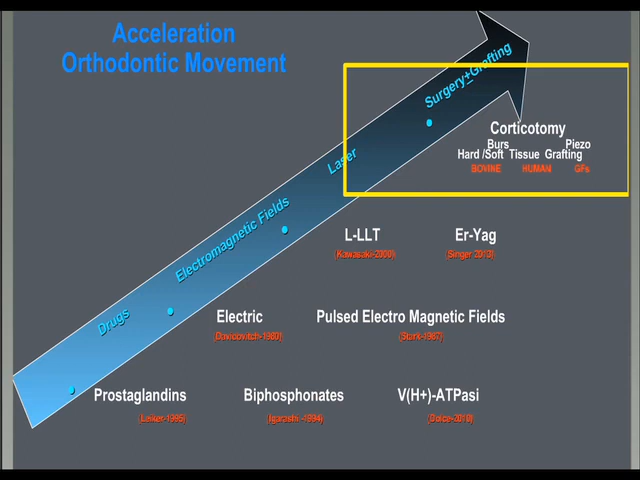 Acceleration
Orthodontic Movement
Surgery+Grafting
Corticotomy
Burs Piezo
Hard /Soft Tissue Grafting
BOVINE HUMAN GFs
Laser
L-LLT Er-Yag
(Kawasaki-2000) (Singer 2013)
Electromagnetic Fields
Electric Pulsed Electro Magnetic Fields
(Davidovitch-1980) (Stark-1987)
Drugs
Prostaglandins Biphosphonates V(H+)-ATPasi
(Leiker-1995) (Igarashi -1994) (Dolce-2010)